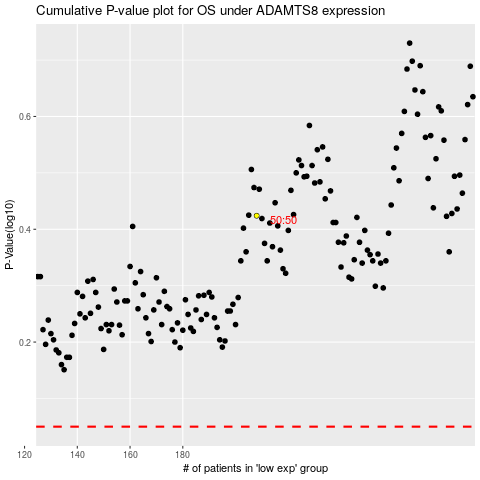 Cumulative P-value plot for OS under ADAMTS8 expression
P-Value(log10)
0.6
0.4
0.2
50:50
120 140 160 180
# of patients in 'low exp' group